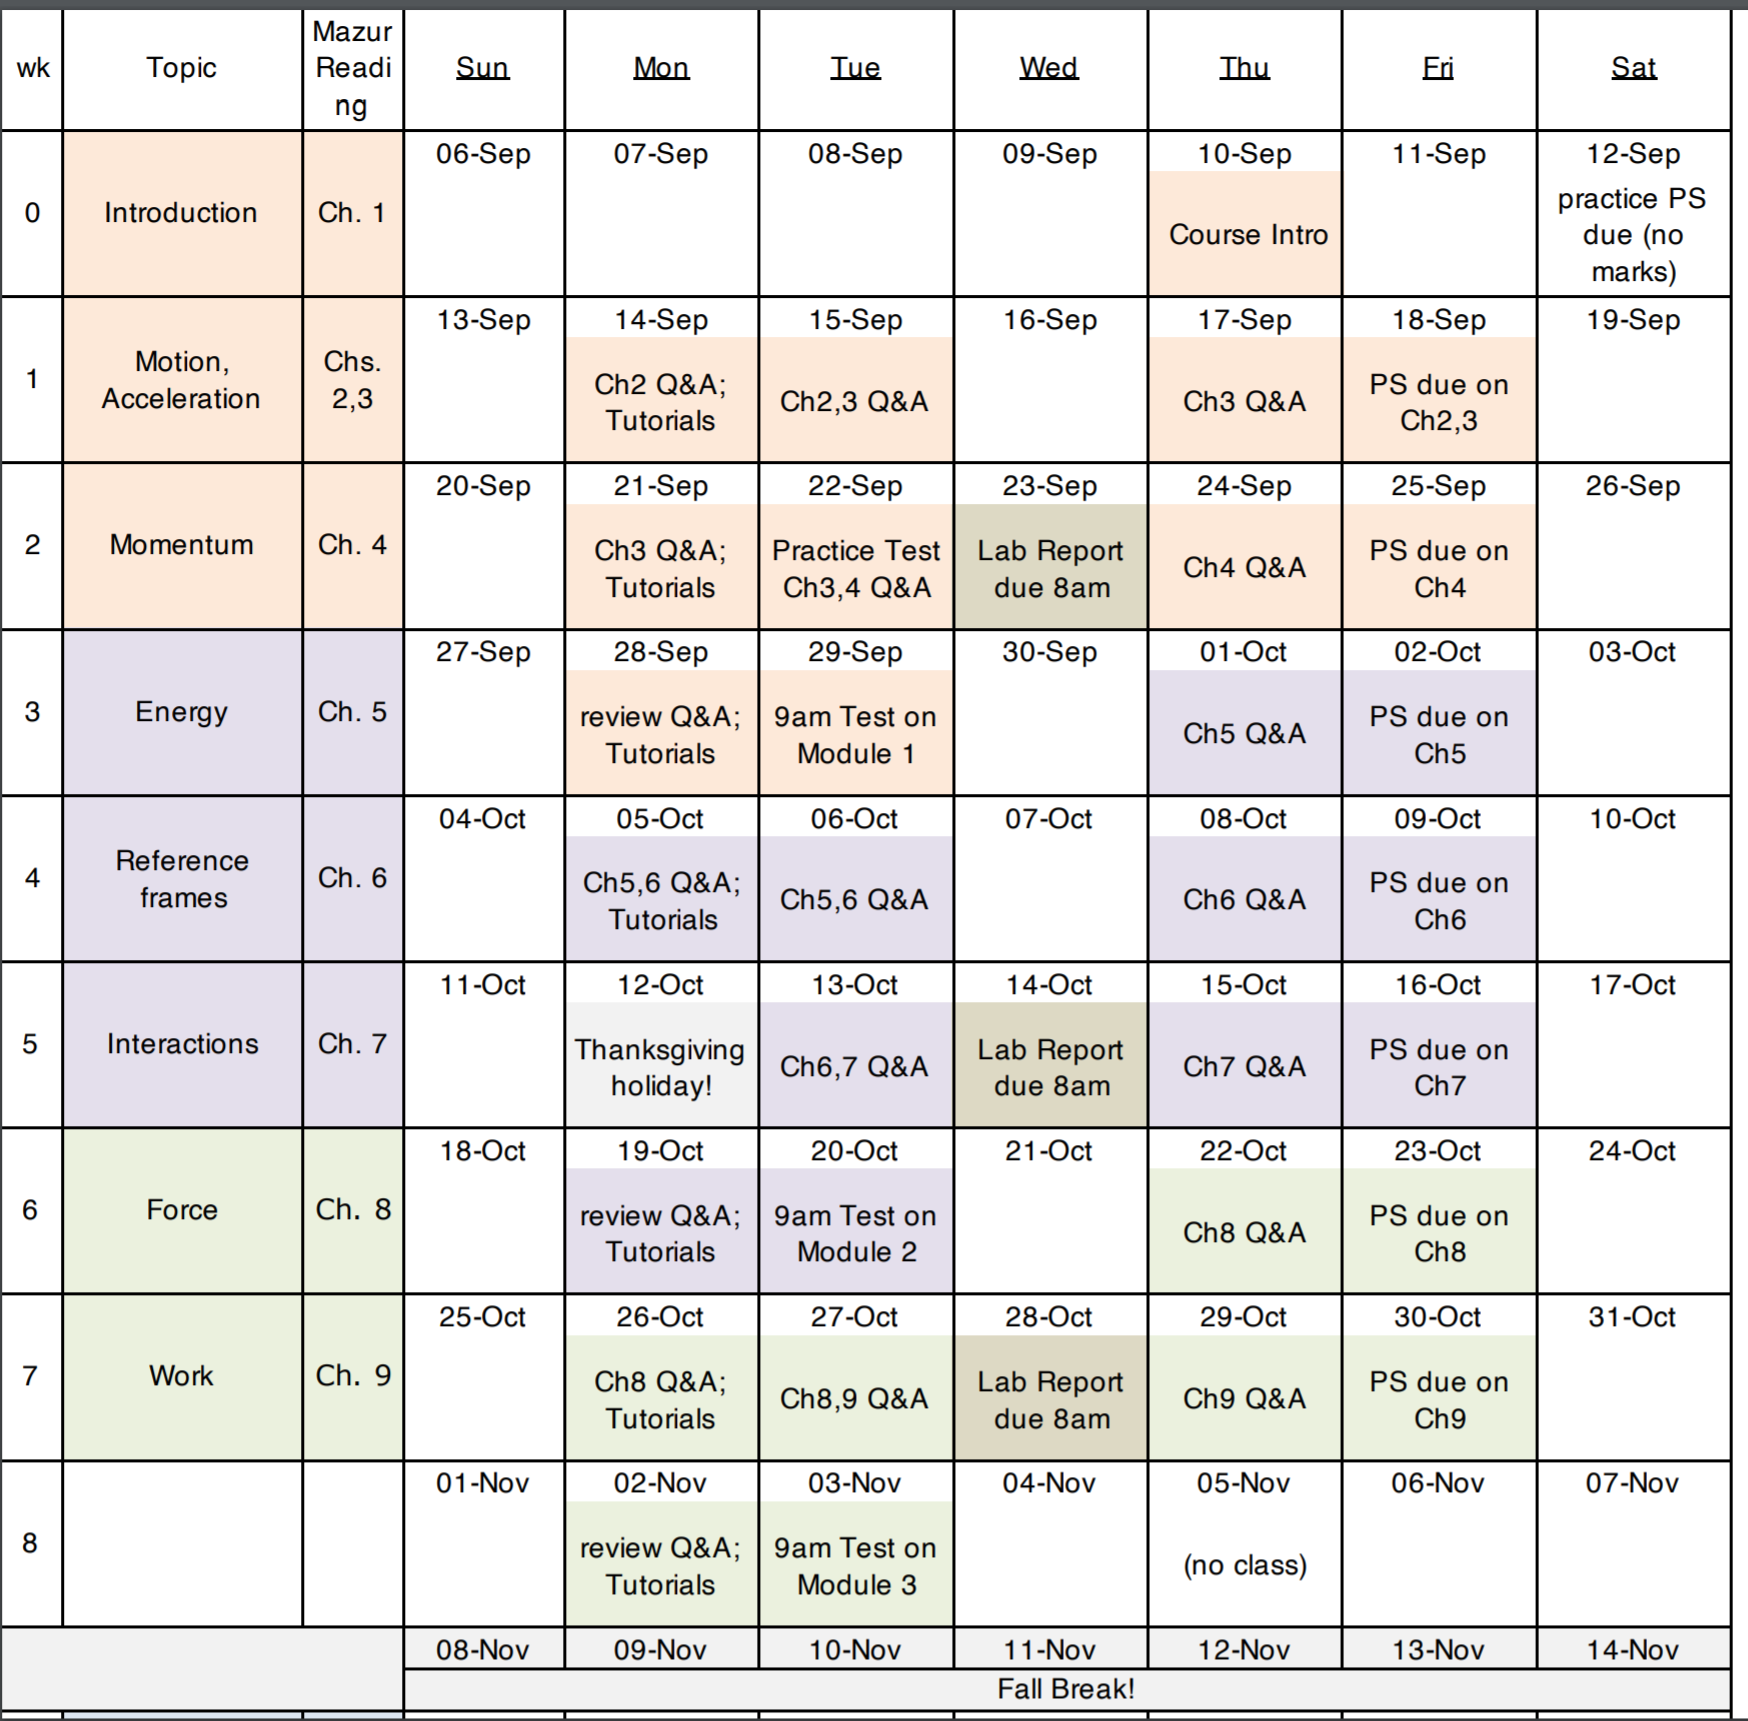 wk Topic Mazur Reading Sun Mon Tue Wed Thu Fri Sat
06-Sep 07-Sep 08-Sep 09-Sep 10-Sep 11-Sep 12-Sep
0 Introduction Ch. 1 Course Intro practice PS due (no marks)
13-Sep 14-Sep 15-Sep 16-Sep 17-Sep 18-Sep 19-Sep
1 Motion, Acceleration Chs. 2,3 Ch2 Q&A; Tutorials Ch2,3 Q&A Ch3 Q&A PS due on Ch2,3
20-Sep 21-Sep 22-Sep 23-Sep 24-Sep 25-Sep 26-Sep
2 Momentum Ch. 4 Ch3 Q&A; Tutorials Practice Test Ch3,4 Q&A Lab Report due 8am Ch4 Q&A PS due on Ch4
27-Sep 28-Sep 29-Sep 30-Sep 01-Oct 02-Oct 03-Oct
3 Energy Ch. 5 review Q&A; Tutorials 9am Test on Module 1 Ch5 Q&A PS due on Ch5
04-Oct 05-Oct 06-Oct 07-Oct 08-Oct 09-Oct 10-Oct
4 Reference frames Ch. 6 Ch5,6 Q&A; Tutorials Ch5,6 Q&A Ch6 Q&A PS due on Ch6
11-Oct 12-Oct 13-Oct 14-Oct 15-Oct 16-Oct 17-Oct
5 Interactions Ch. 7 Thanksgiving holiday! Ch6,7 Q&A Lab Report due 8am Ch7 Q&A PS due on Ch7
18-Oct 19-Oct 20-Oct 21-Oct 22-Oct 23-Oct 24-Oct
6 Force Ch. 8 review Q&A; Tutorials 9am Test on Module 2 Ch8 Q&A PS due on Ch8
25-Oct 26-Oct 27-Oct 28-Oct 29-Oct 30-Oct 31-Oct
7 Work Ch. 9 Ch8 Q&A; Tutorials Ch8,9 Q&A Lab Report due 8am Ch9 Q&A PS due on Ch9
01-Nov 02-Nov 03-Nov 04-Nov 05-Nov 06-Nov 07-Nov
8 review Q&A; Tutorials 9am Test on Module 3 (no class)
08-Nov 09-Nov 10-Nov 11-Nov 12-Nov 13-Nov 14-Nov
Fall Break!